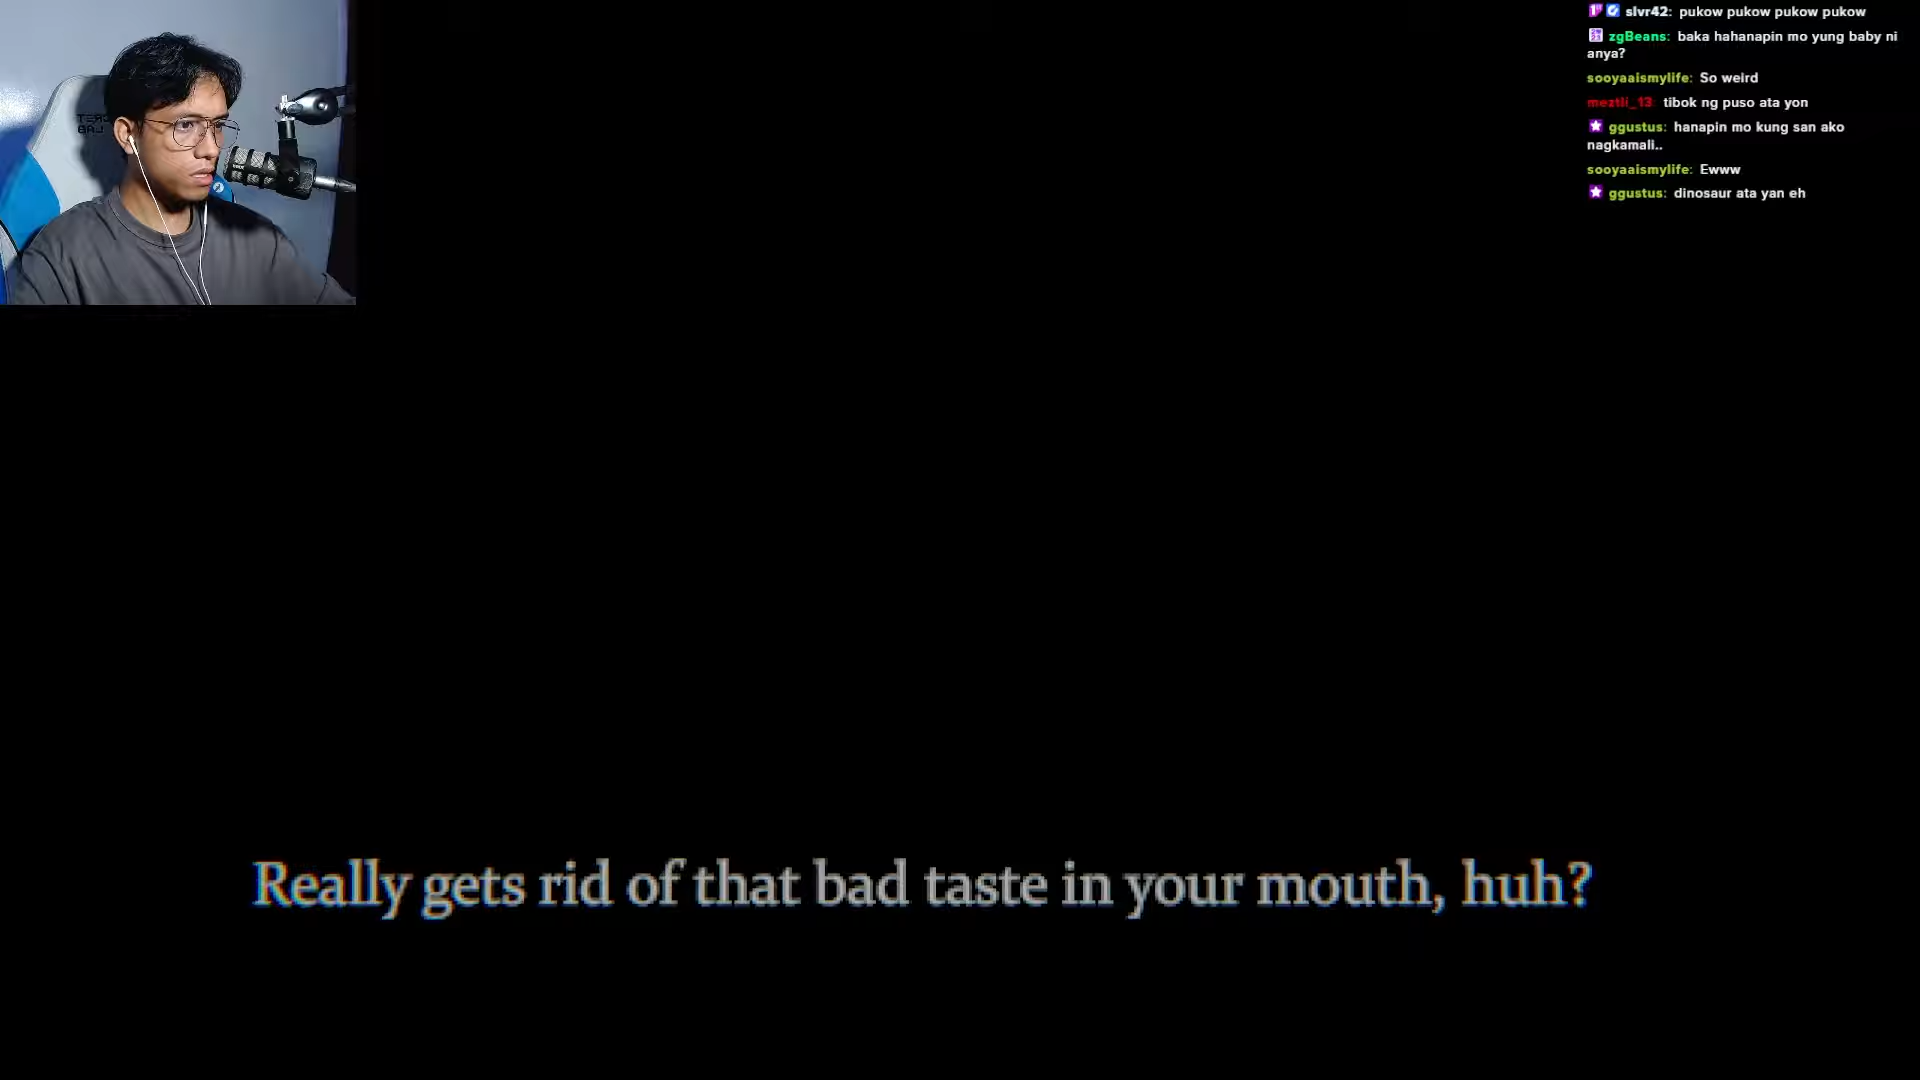 slvr42: pukow pukow pukow pukow
zgBeans: baka hahanapin mo yung baby ni
anya?
sooyaaismylife: So weird
meztli_13: tibok ng puso ata yon
ggustus: hanapin mo kung san ako
nagkamali..
sooyaaismylife: Ewww
ggustus: dinosaur ata yan eh
Really gets rid of that bad taste in your mouth, huh?